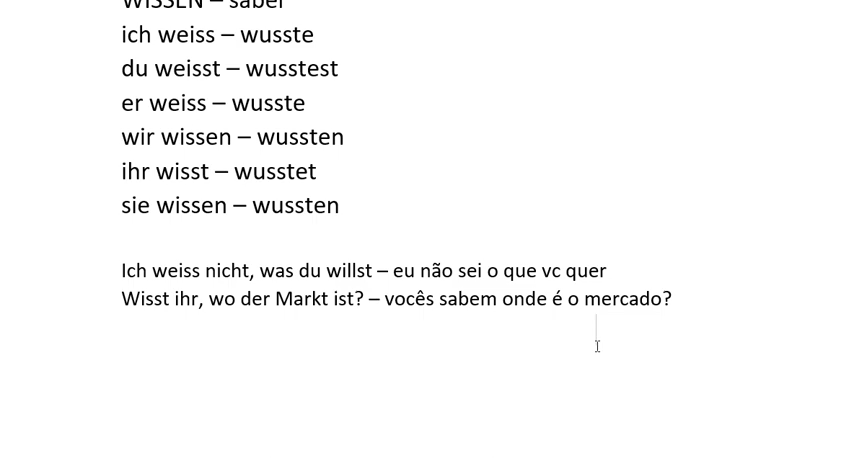 WISSEN – saber
ich weiss – wusste
du weisst – wusstest
er weiss – wusste
wir wissen – wussten
ihr wisst – wusstet
sie wissen – wussten
Ich weiss nicht, was du willst – eu não sei o que vc quer
Wisst ihr, wo der Markt ist? – vocês sabem onde é o mercado?